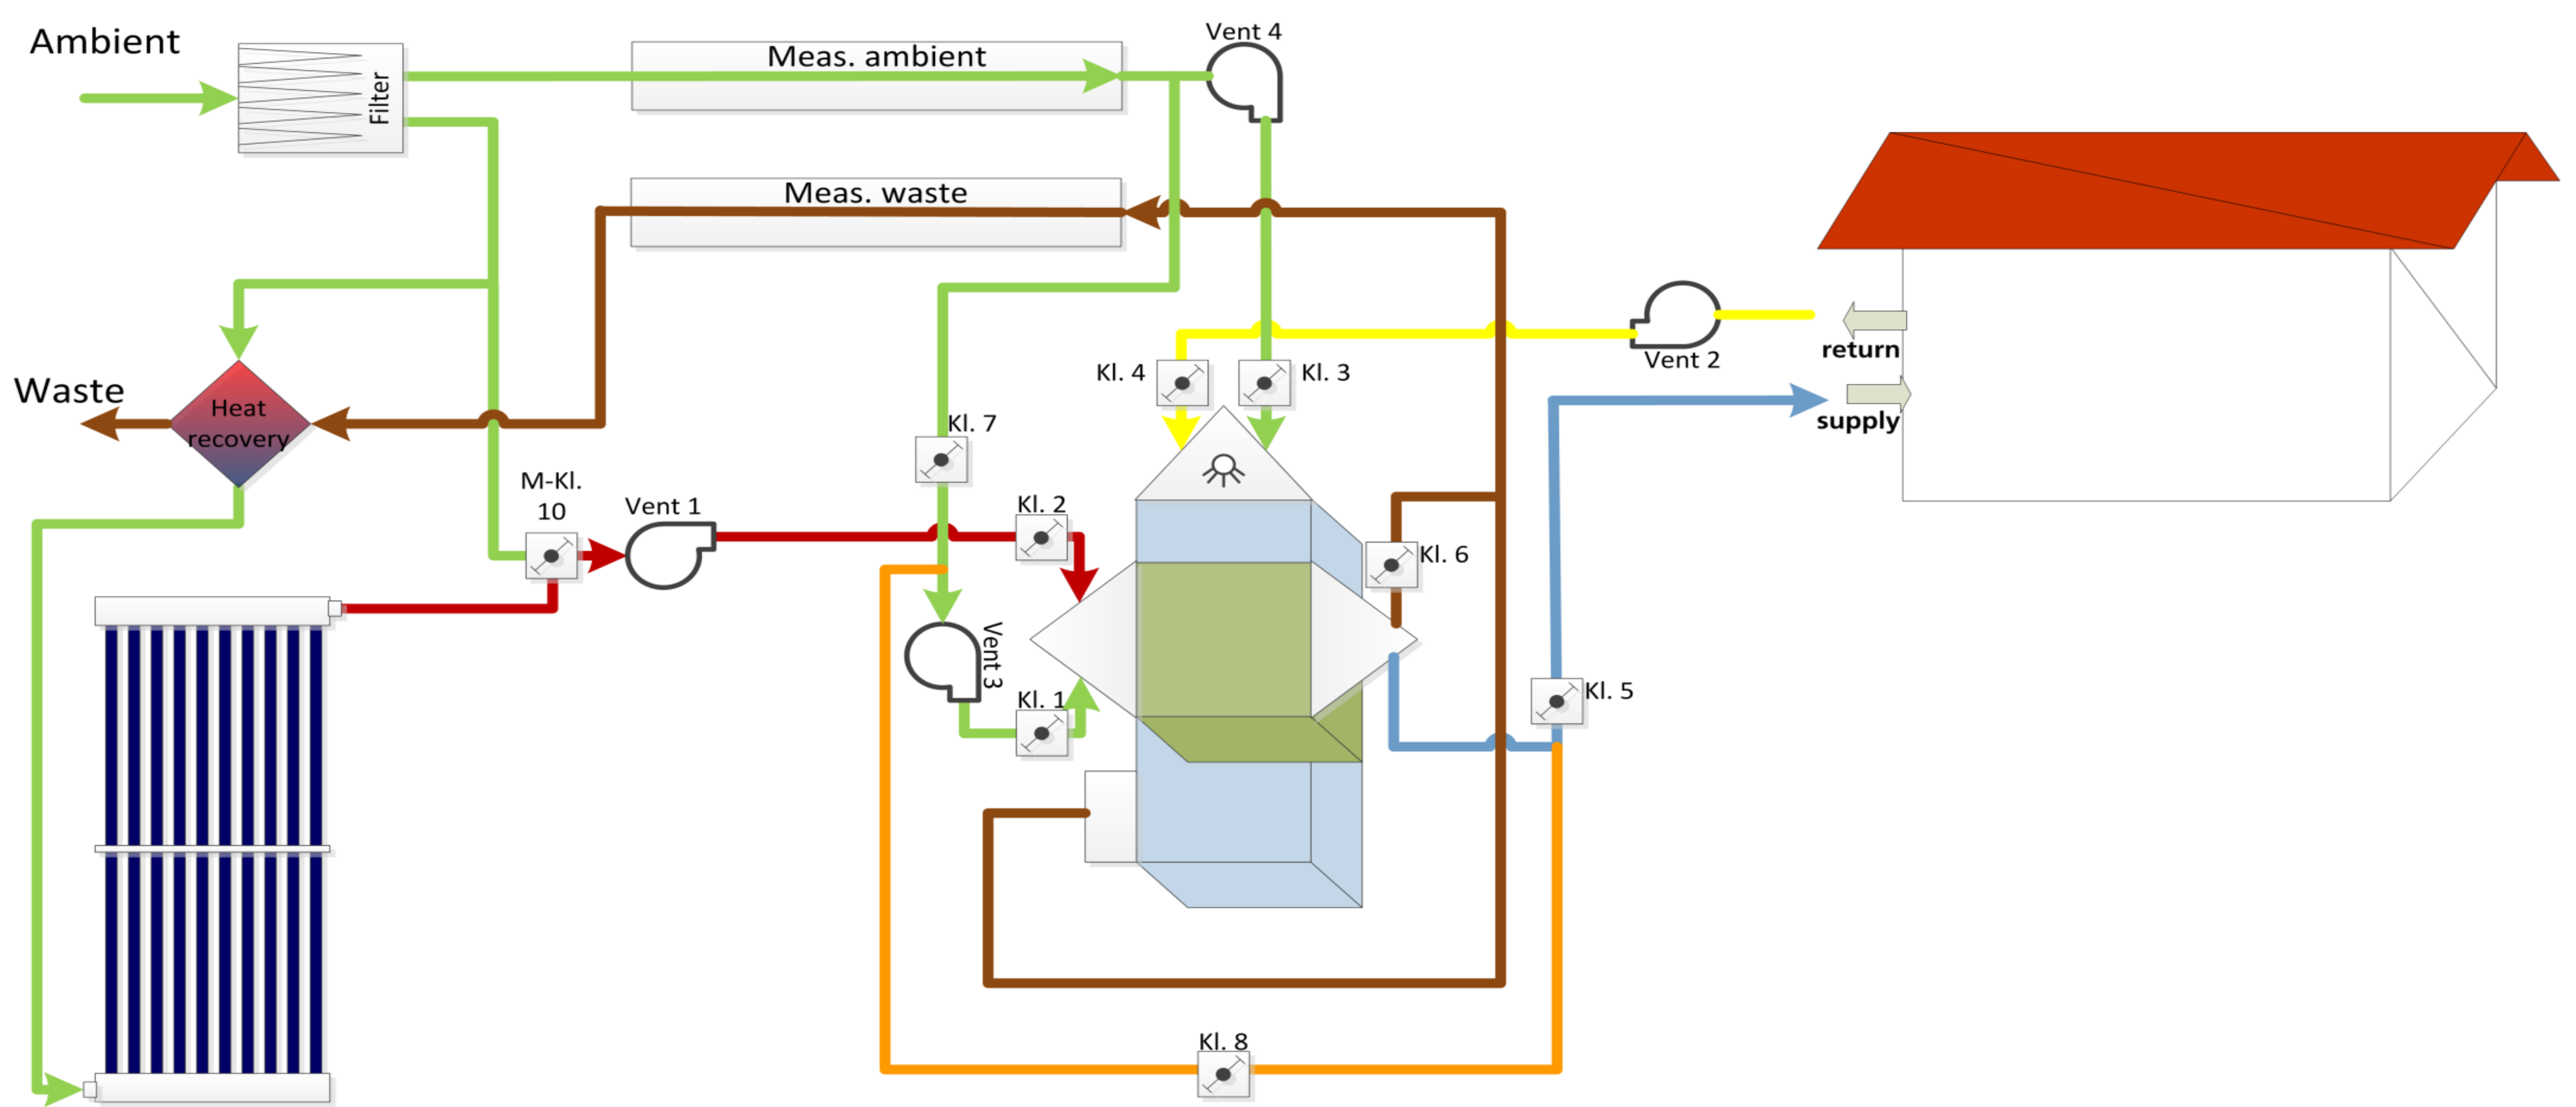 Ambient
Filter
Meas. ambient
Vent 4
Meas. waste
Vent 2
return
supply
Kl. 4
Kl. 3
Waste
Heat
recovery
Kl. 7
M-Kl.
10
Vent 1
Kl. 2
Kl. 6
Vent 3
Kl. 1
Kl. 5
Kl. 8